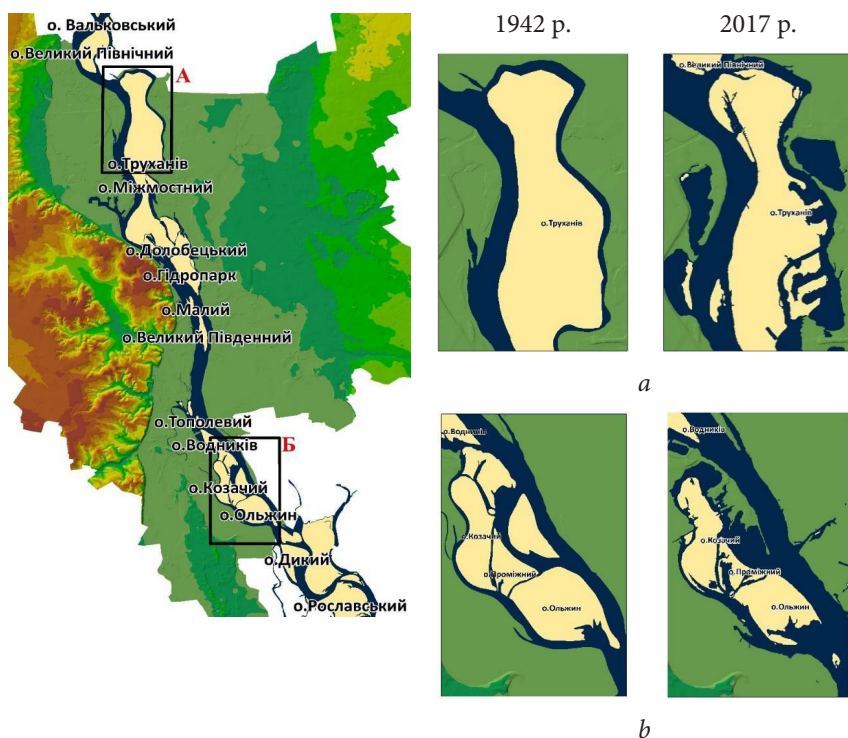 о. Вальковський
о.Великий Північний
А
о.Труханів
о.Міжмостний
о.Долобецький
о.Гідропарк
о.Малий
о.Великий Південний
о.Тополевий
о.Водників
Б
о.Козачий
о.Ольжин
о.Дикий
о.Рославський
1942 р.
2017 р.
о.Труханів
о.Великий Північний
о.Труханів
a
о.Водників
о.Козачий
о.Проміжний
о.Ольжин
о.Водників
о.Козачий
о.Проміжний
о.Ольжин
b